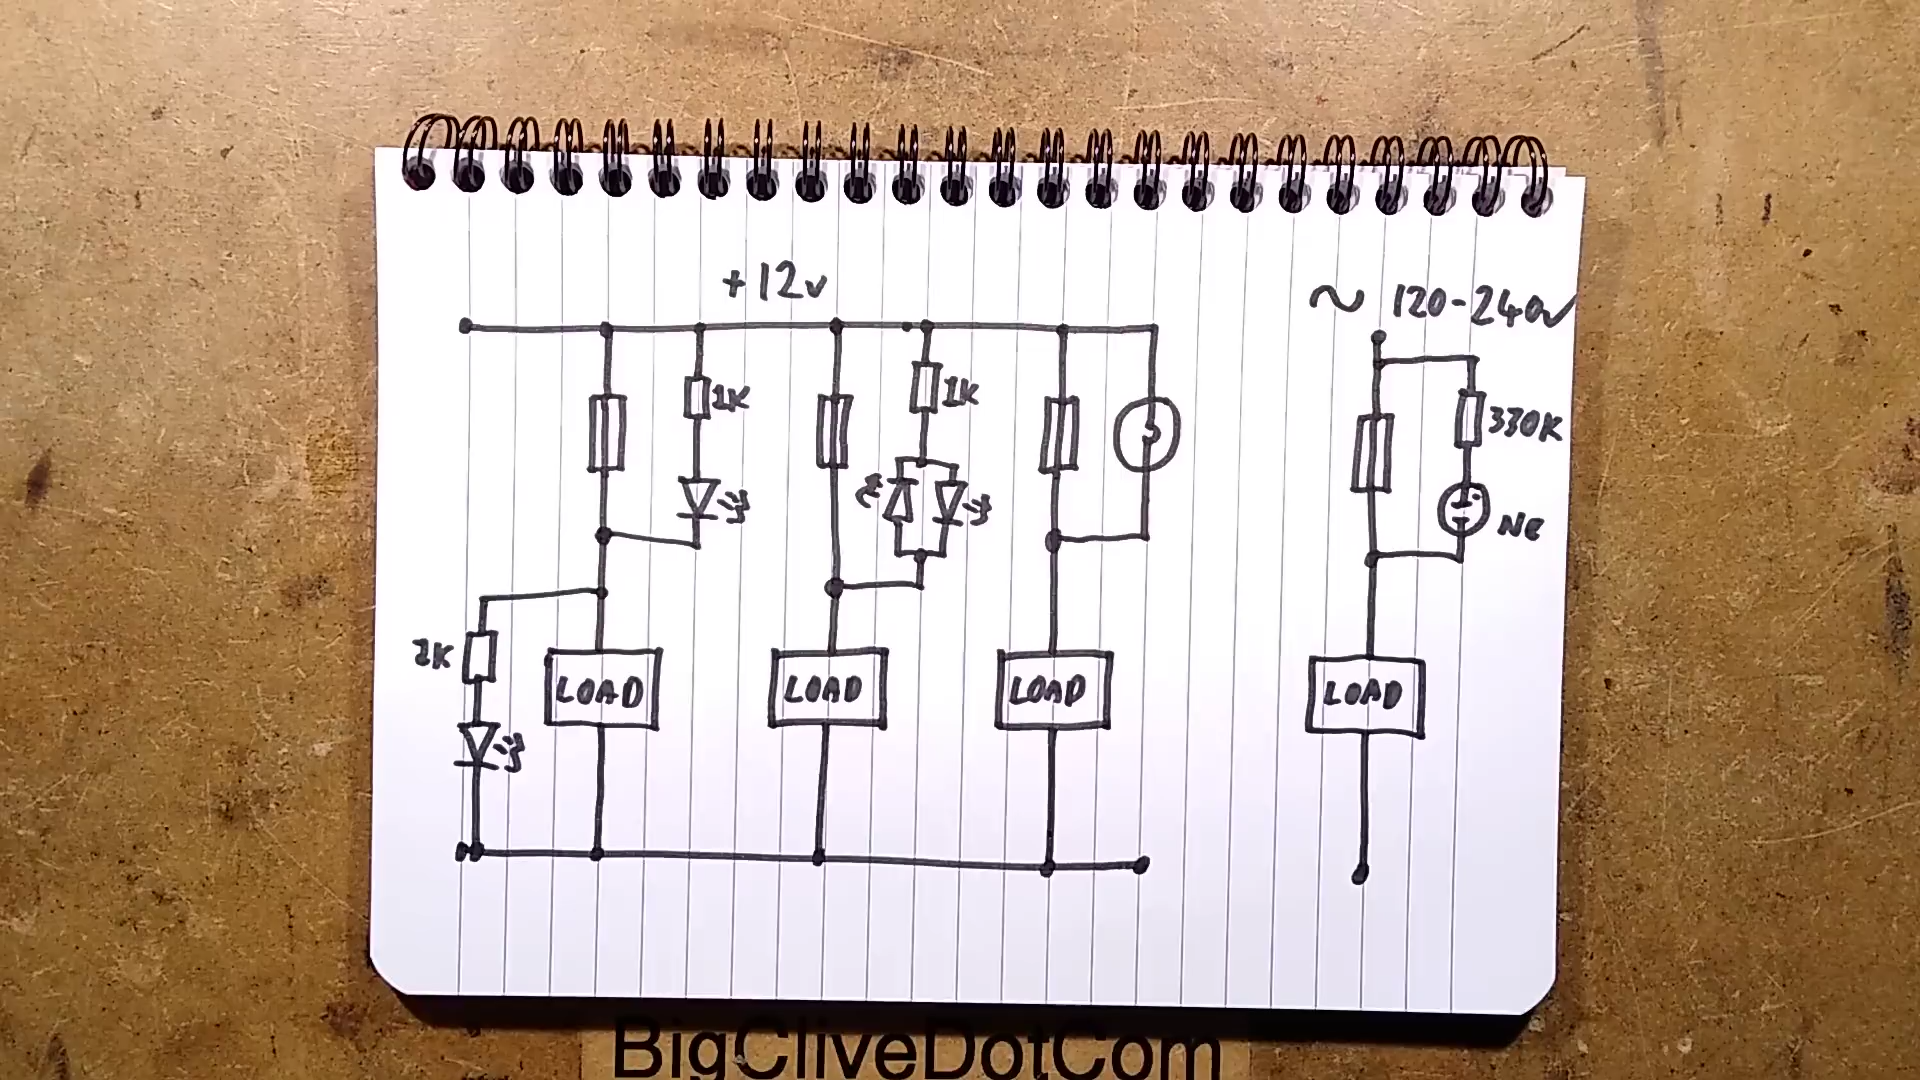 +12v
~ 120-240v
1K
1K
330K
NE
2K
LOAD
LOAD
LOAD
LOAD
BigCliveDotCom